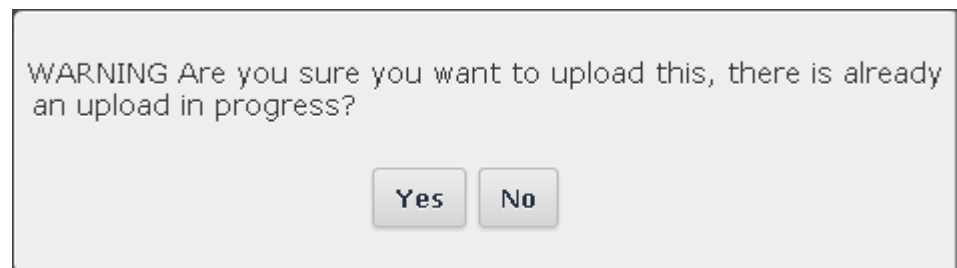 WARNING Are you sure you want to upload this, there is already
an upload in progress?
Yes No